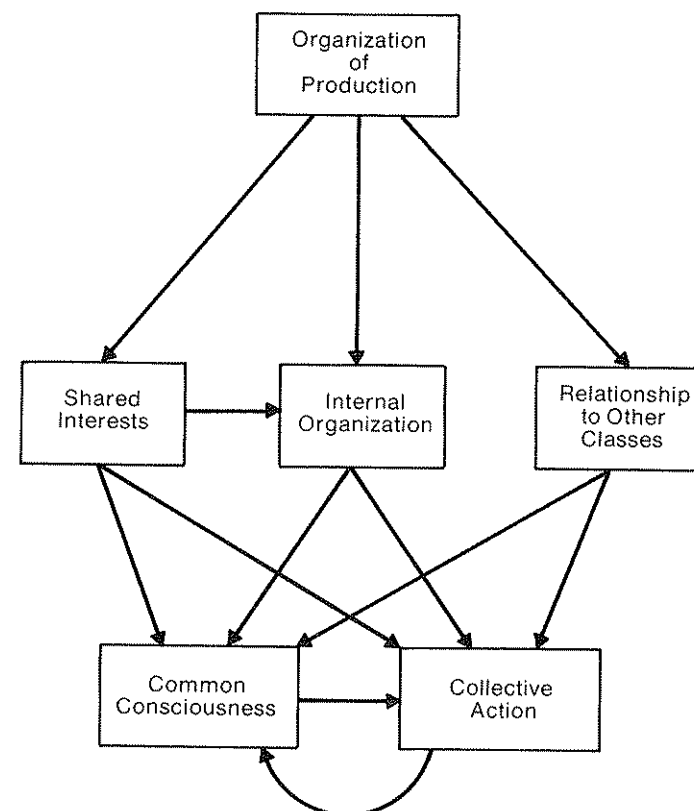 Organization
of
Production
Shared
Interests
Internal
Organization
Relationship
to Other
Classes
Common
Consciousness
Collective
Action